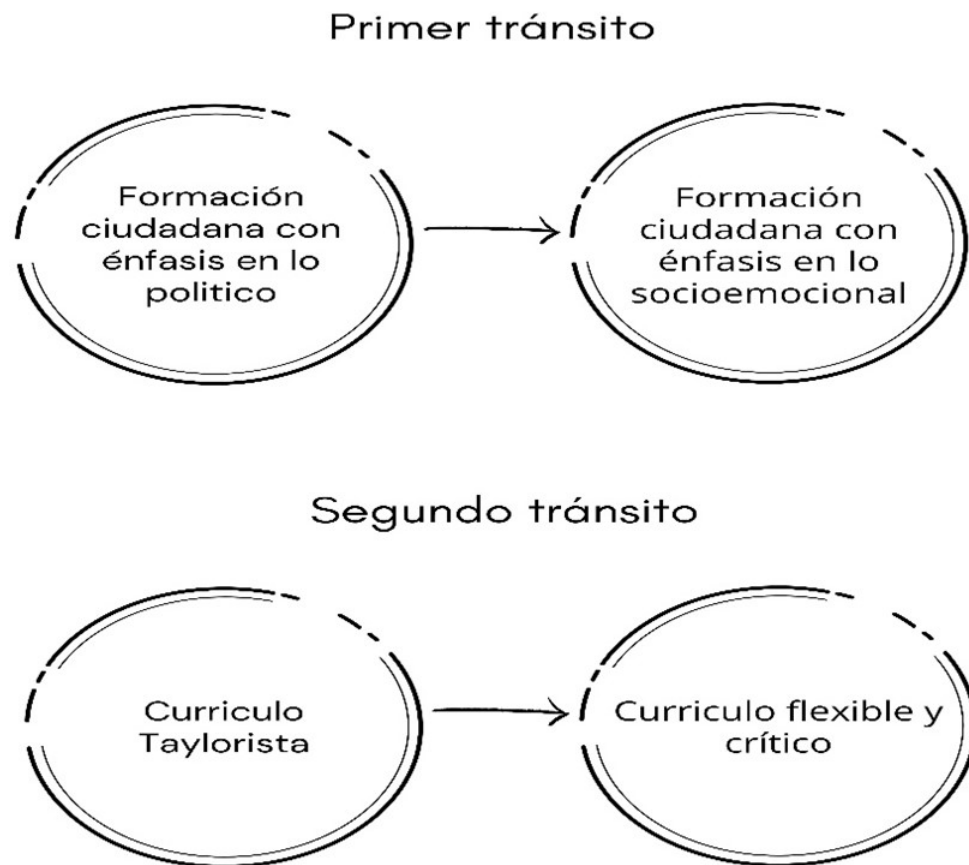 Primer tránsito
Formación
ciudadana con
énfasis en lo
politico
Formación
ciudadana con
énfasis en lo
socioemocional
Segundo tránsito
Curriculo
Taylorista
Curriculo flexible y
crítico